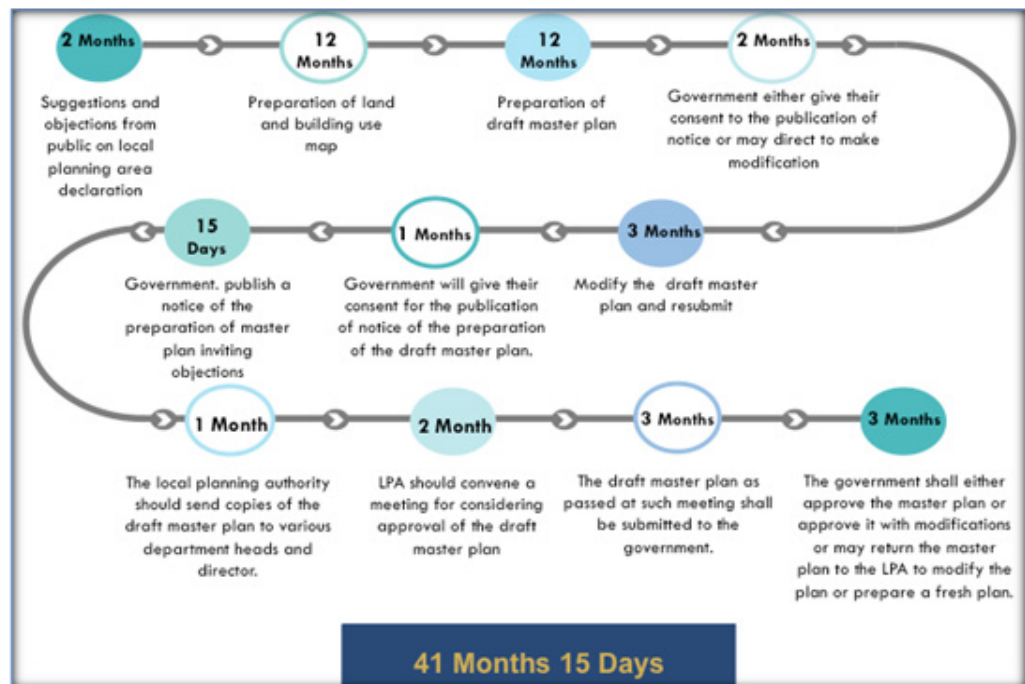 2 Months
Suggestions and
objections from
public on local
planning area
declaration
12
Months
Preparation of land
and building use
map
12
Months
Preparation of
draft master plan
2 Months
Government either give their
consent to the publication of
notice or may direct to make
modification
3 Months
Modify the draft master
plan and resubmit
1 Months
Government will give their
consent for the publication
of notice of the preparation
of the draft master plan.
15
Days
Government. publish a
notice of the
preparation of master
plan inviting
objections
1 Month
The local planning authority
should send copies of the
draft master plan to various
department heads and
director.
2 Month
LPA should convene a
meeting for considering
approval of the draft
master plan
3 Months
The draft master plan as
passed at such meeting shall
be submitted to the
government.
3 Months
The government shall either
approve the master plan or
approve it with modifications
or may return the master
plan to the LPA to modify the
plan or prepare a fresh plan.
41 Months 15 Days